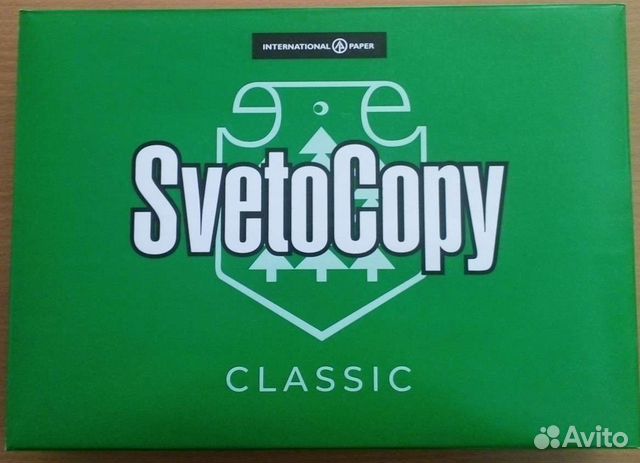 INTERNATIONAL PAPER
SvetoCopy
CLASSIC
Avito